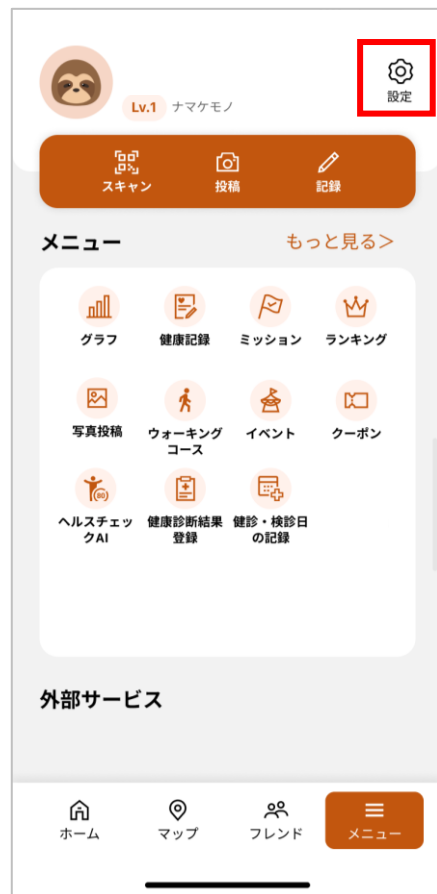 設定
Lv.1 ナマケモノ
スキャン 投稿 記録
メニュー もっと見る＞
グラフ 健康記録 ミッション ランキング
写真投稿 ウォーキング
コース イベント クーポン
ヘルスチェッ
クAI 健康診断結果
登録 健診・検診日
の記録
60
外部サービス
ホーム マップ フレンド メニュー